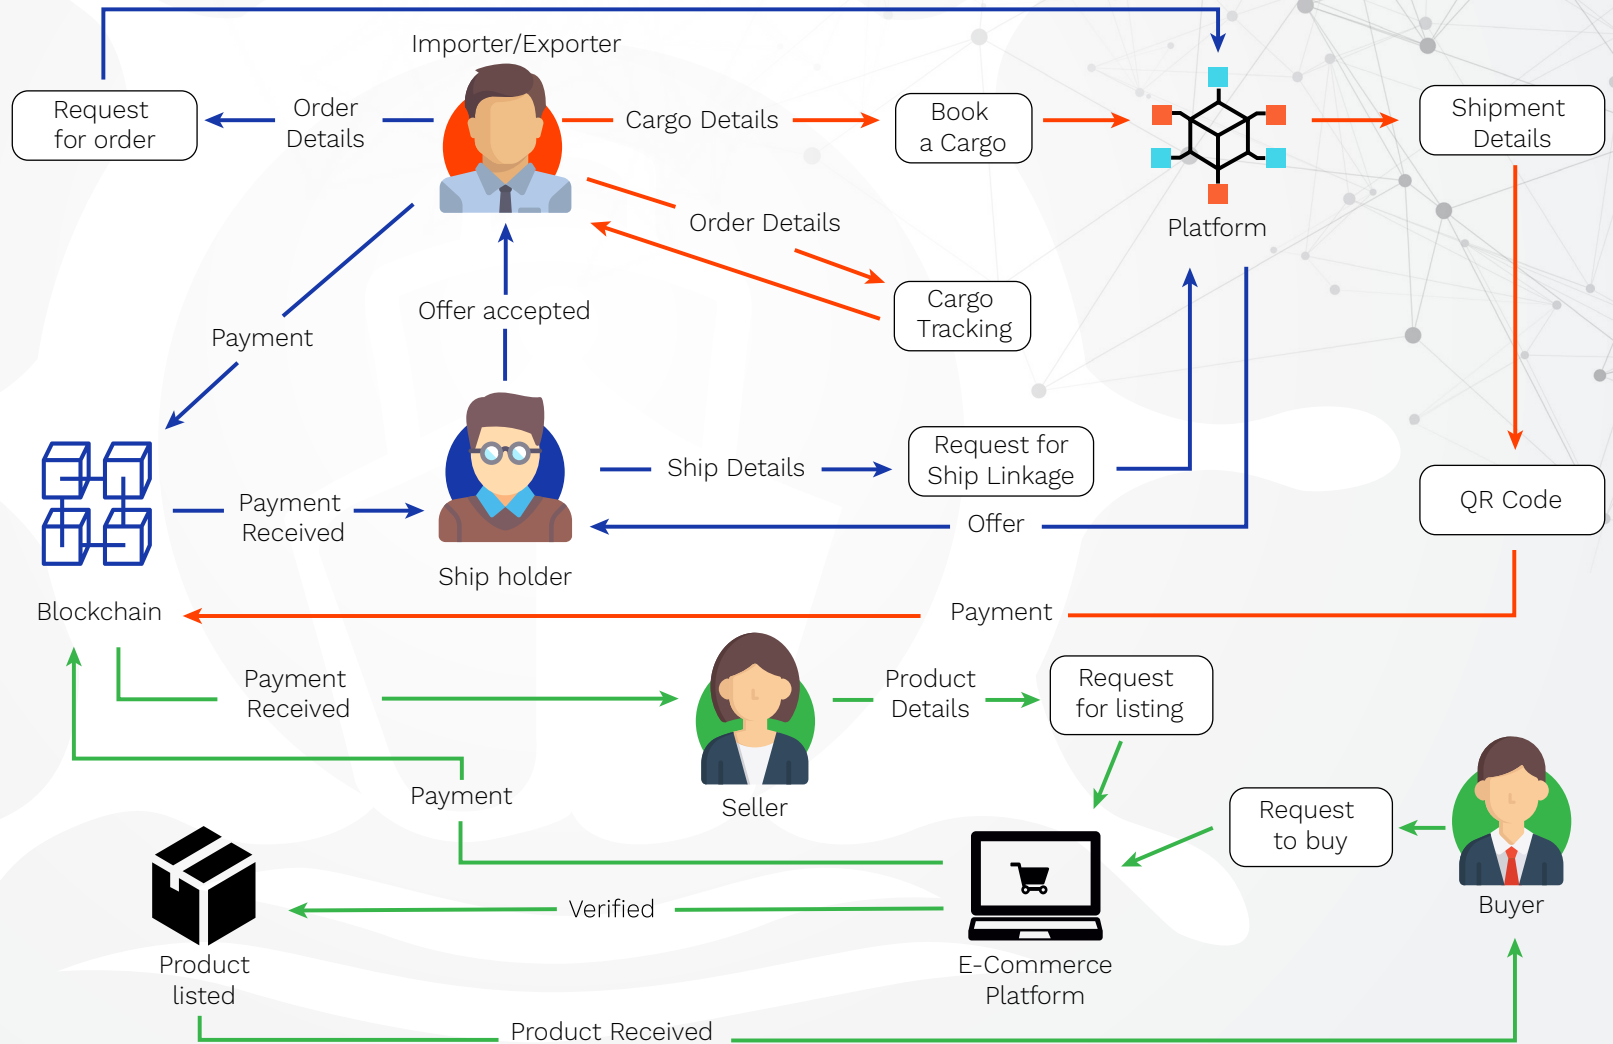 Importer/Exporter
Request
for order
Order
Details
Cargo Details
Book
a Cargo
Shipment
Details
Order Details
Platform
Offer accepted
Cargo
Tracking
Payment
Ship Details
Request for
Ship Linkage
Payment
Received
Offer
QR Code
Ship holder
Blockchain
Payment
Payment
Received
Product
Details
Request
for listing
Seller
Payment
Request
to buy
Buyer
Verified
Product
listed
E-Commerce
Platform
Product Received